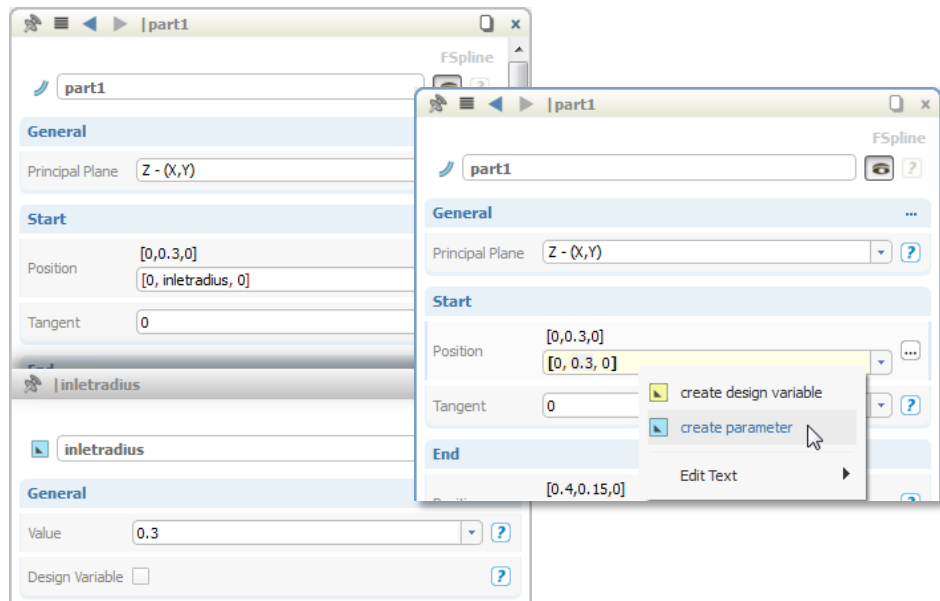 |part1
FSpline
part1
General
Principal Plane Z - (X,Y)
Start
Position [0,0.3,0]
[0, inletradius, 0]
Tangent 0
End
|inletradius
inletradius
General
Value 0.3 ?
Design Variable ?
|part1
FSpline
part1 ?
General ...
Principal Plane Z - (X,Y) ?
Start
Position [0,0.3,0]
[0, 0.3, 0] ...
Tangent 0 ?
End
[0.4,0.15,0]
create design variable
create parameter
Edit Text